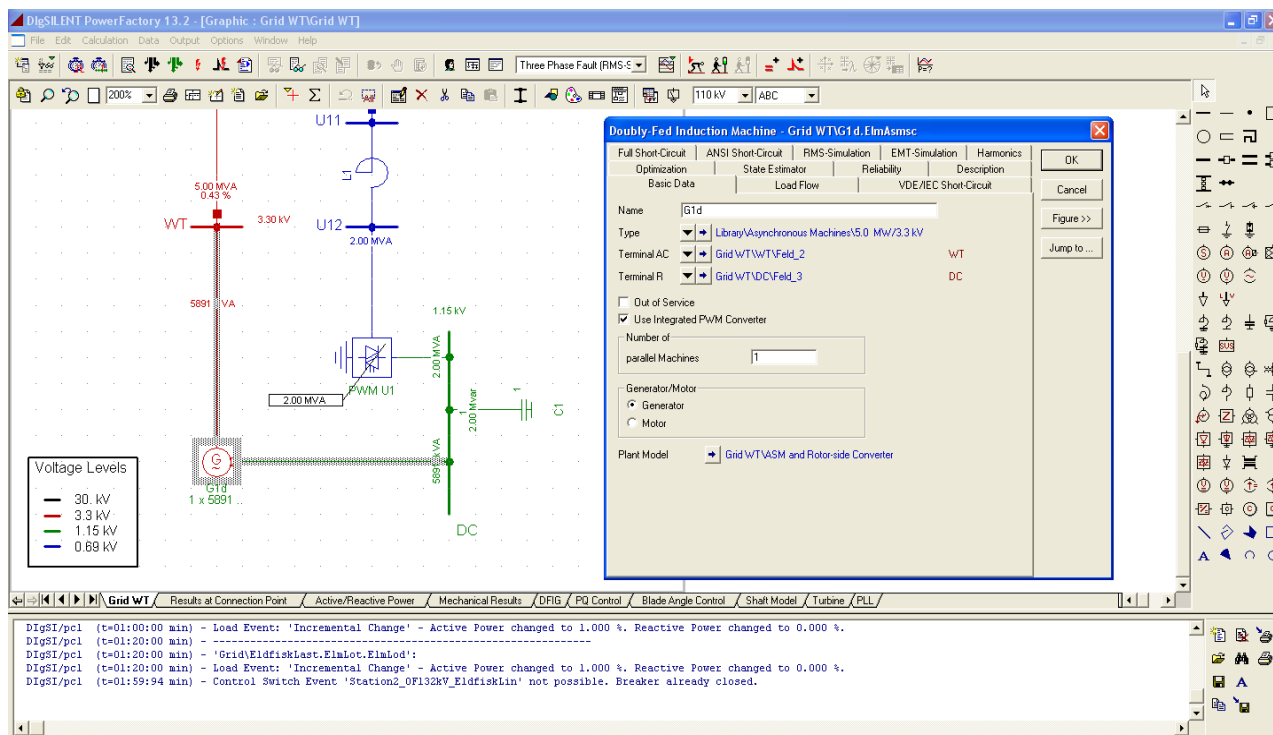 DIgSILENT PowerFactory 13.2 - [Graphic : Grid WT\Grid WT]
File Edit Calculation Data Output Options Window Help
Three Phase Fault (RMS-S
200%
110 kV
ABC
U11
L1
5.00 MVA
0.43 %
WT
3.30 kV
U12
2.00 MVA
5891
VA
1.15 kV
2.00 MVA
PWM U1
2.00 MVA
1
2.00 Mvar
1
C1
5891 kVA
G
G1d
1 x 5891 ..
DC
Voltage Levels
30. kV
3.3 kV
1.15 kV
0.69 kV
Doubly-Fed Induction Machine - Grid WT\G1d.ElmAsmsc
Full Short-Circuit ANSI Short-Circuit RMS-Simulation EMT-Simulation Harmonics
Optimization State Estimator Reliability Description
Basic Data Load Flow VDE/IEC Short-Circuit
OK
Cancel
Figure >>
Jump to ...
Name G1d
Type Library\Asynchronous Machines\5.0 MW/3.3 kV
Terminal AC Grid WT\WT\Feld_2 WT
Terminal R Grid WT\DC\Feld_3 DC
Out of Service
Use Integrated PWM Converter
Number of
parallel Machines 1
Generator/Motor
Generator
Motor
Plant Model Grid WT\ASM and Rotor-side Converter
Grid WT Results at Connection Point Active/Reactive Power Mechanical Results DFIG PQ Control Blade Angle Control Shaft Model Turbine PLL
DIgSI/pcl (t=01:00:00 min) - Load Event: 'Incremental Change' - Active Power changed to 1.000 %. Reactive Power changed to 0.000 %.
DIgSI/pcl (t=01:20:00 min) - ----------------------------------------------------------
DIgSI/pcl (t=01:20:00 min) - 'Grid\EldfiskLast.ElmLot.ElmLod':
DIgSI/pcl (t=01:20:00 min) - Load Event: 'Incremental Change' - Active Power changed to 1.000 %. Reactive Power changed to 0.000 %.
DIgSI/pcl (t=01:59:94 min) - Control Switch Event 'Station2_0F132kV_EldfiskLin' not possible. Breaker already closed.